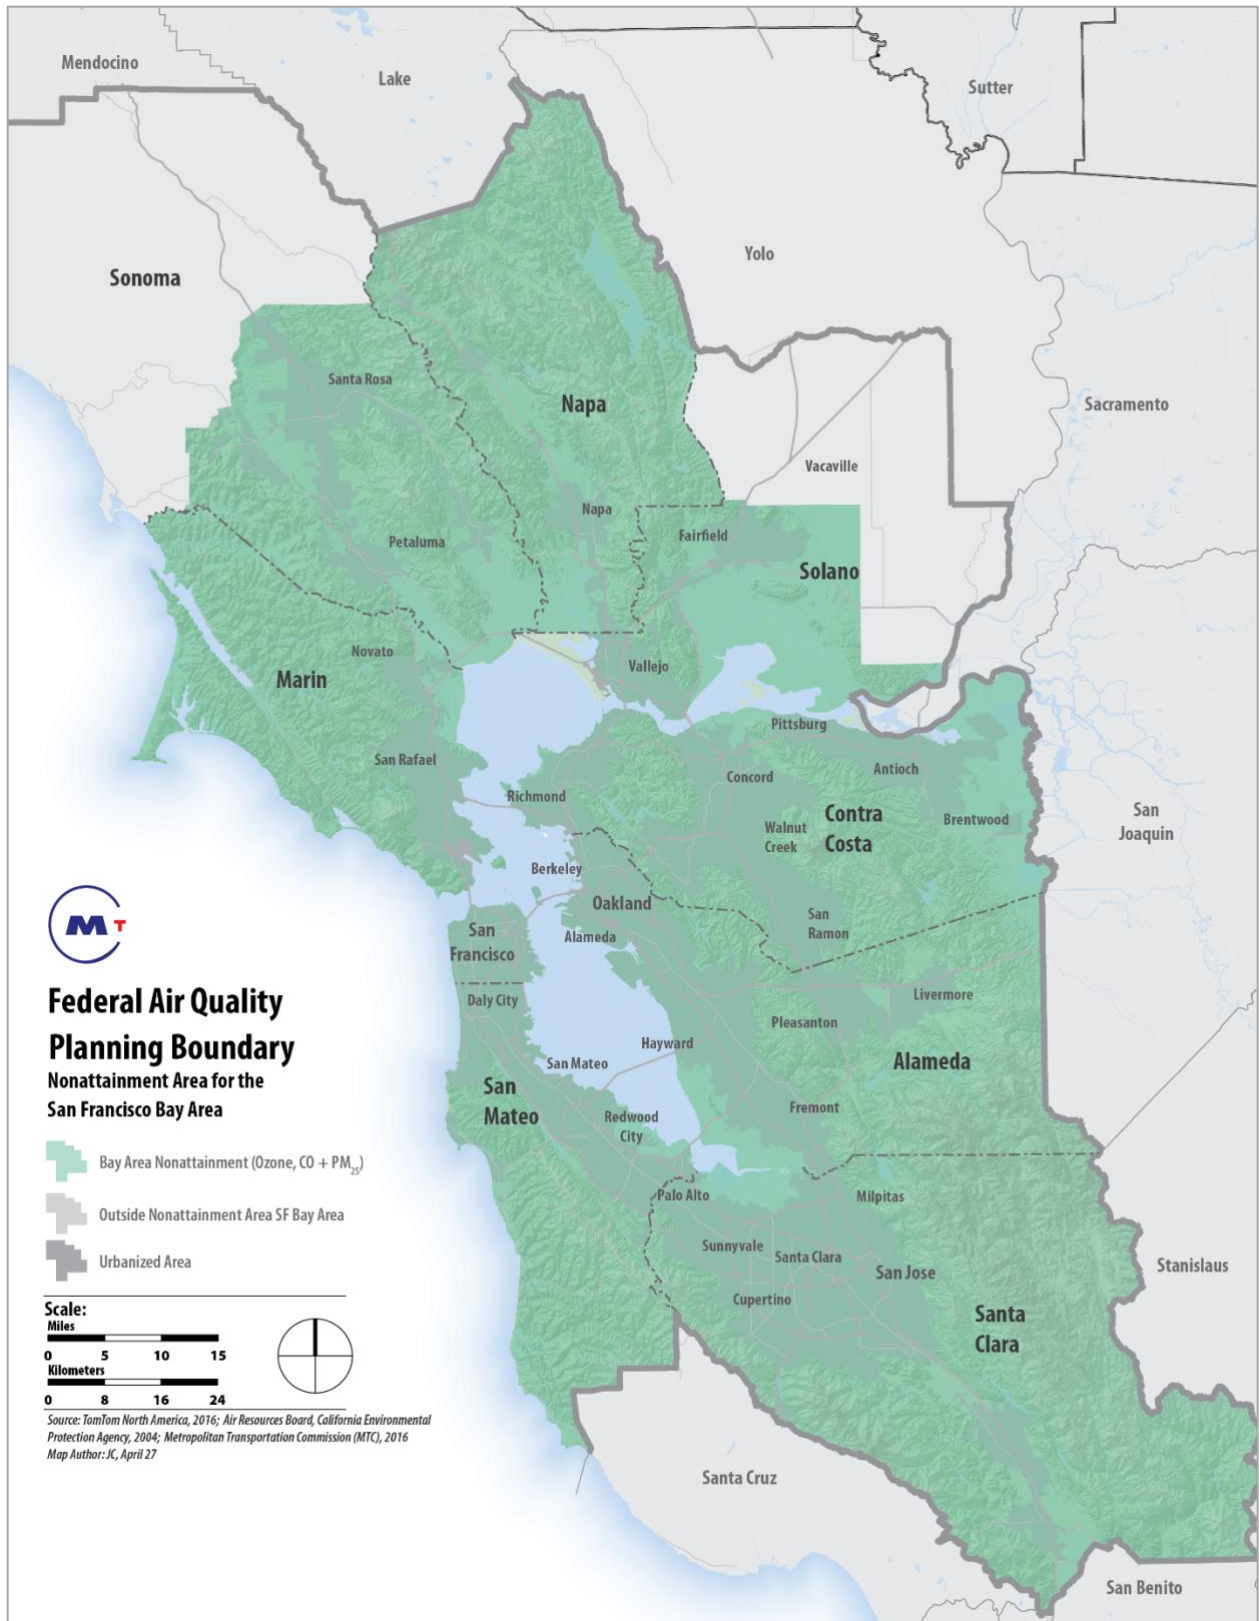 Mendocino
Lake
Sutter
Yolo
Sonoma
Sacramento
Santa Rosa
Napa
Vacaville
Napa
Fairfield
Petaluma
Solano
Novato
Vallejo
Marin
Pittsburg
San Rafael
Antioch
Concord
Richmond
Contra
Costa
Brentwood
San
Joaquin
Walnut
Creek
Berkeley
Oakland
San
Ramon
San
Francisco
Alameda
Livermore
Daly City
Pleasanton
Hayward
San Mateo
Alameda
San
Mateo
Fremont
Redwood
City
Palo Alto
Milpitas
Sunnyvale
Santa Clara
San Jose
Cupertino
Stanislaus
Santa
Clara
Santa Cruz
San Benito
M T
Federal Air Quality
Planning Boundary
Nonattainment Area for the
San Francisco Bay Area
Bay Area Nonattainment (Ozone, CO + PM25)
Outside Nonattainment Area SF Bay Area
Urbanized Area
Scale:
Miles
0 5 10 15
Kilometers
0 8 16 24
Source: TomTom North America, 2016; Air Resources Board, California Environmental
Protection Agency, 2004; Metropolitan Transportation Commission (MTC), 2016
Map Author: JC, April 27